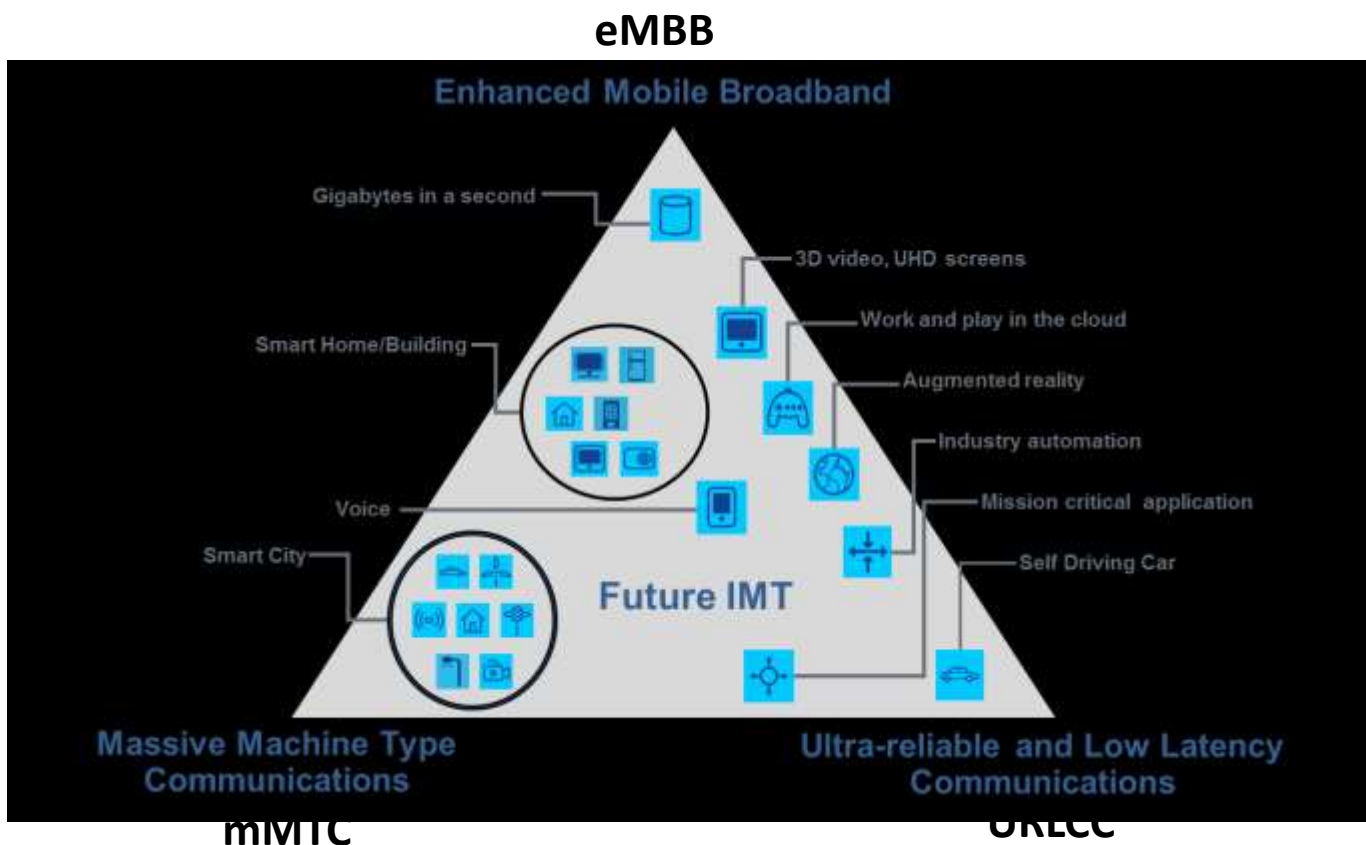 eMBB
Enhanced Mobile Broadband
Gigabytes in a second
3D video, UHD screens
Work and play in the cloud
Smart Home/Building
Augmented reality
Industry automation
Mission critical application
Voice
Smart City
Self Driving Car
Future IMT
Massive Machine Type
Communications
Ultra-reliable and Low Latency
Communications
mMTC
URLCC